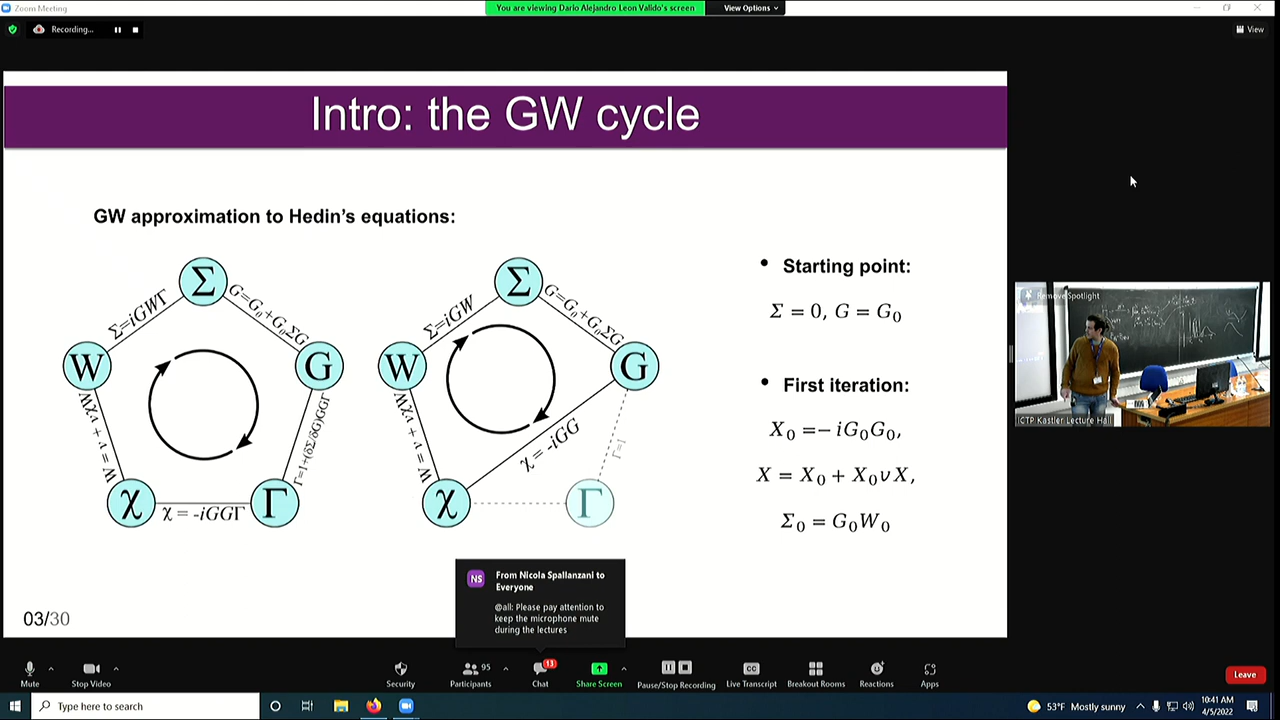 Zoom Meeting
You are viewing Dario Alejandro Leon Valido's screen
View Options
Recording...
View
Intro: the GW cycle
GW approximation to Hedin's equations:
Σ
Σ=iGWΓ
G=G₀+G₀ΣG
W
G
W = v + vχW
Γ=1+(δΣ/δG)GGΓ
χ
χ = -iGGΓ
Γ
Σ
Σ=iGW
G=G₀+G₀ΣG
W
G
W = v + vχW
χ = -iGG
Γ=1
χ
Γ
• Starting point:
Σ = 0, G = G₀
• First iteration:
X₀ =− iG₀G₀,
X = X₀ + X₀vX,
Σ₀ = G₀W₀
03/30
Remove Spotlight
ICTP Kastler Lecture Hall
NS
From Nicola Spallanzani to
Everyone
@all: Please pay attention to
keep the microphone mute
during the lectures
Mute
Stop Video
Security
95
Participants
13
Chat
Share Screen
Pause/Stop Recording
CC
Live Transcript
Breakout Rooms
Reactions
Apps
Leave
Type here to search
53°F Mostly sunny
10:41 AM
4/5/2022